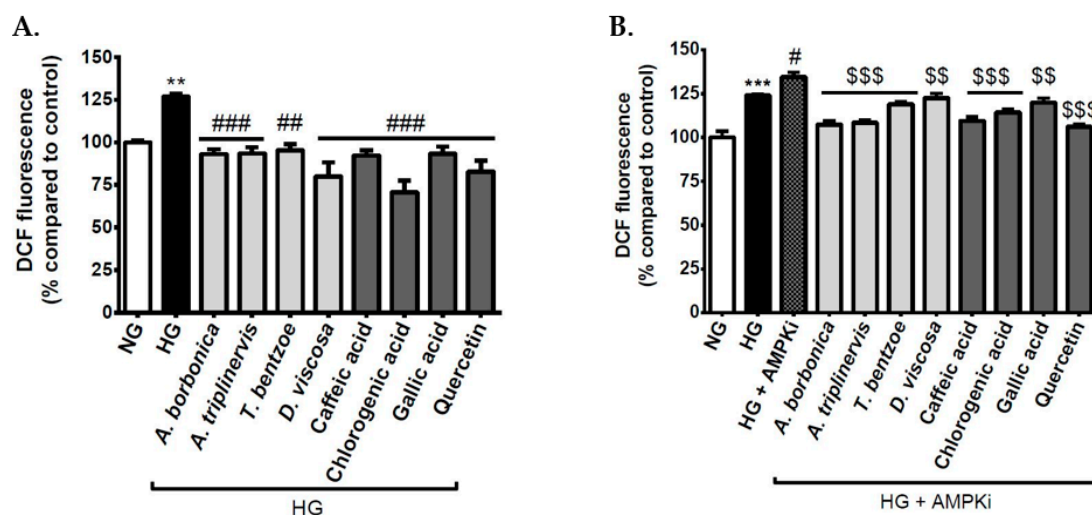 A.
DCF fluorescence
(% compared to control)
150
125
100
75
50
25
0
**
###
##
###
NG
HG
A. borbonica
A. triplinervis
T. bentzoe
D. viscosa
Caffeic acid
Chlorogenic acid
Gallic acid
Quercetin
HG
B.
DCF fluorescence
(% compared to control)
150
125
100
75
50
25
0
***
#
$$$
$$
$$$
$$
$$$
NG
HG
HG + AMPKi
A. borbonica
A. triplinervis
T. bentzoe
D. viscosa
Caffeic acid
Chlorogenic acid
Gallic acid
Quercetin
HG + AMPKi